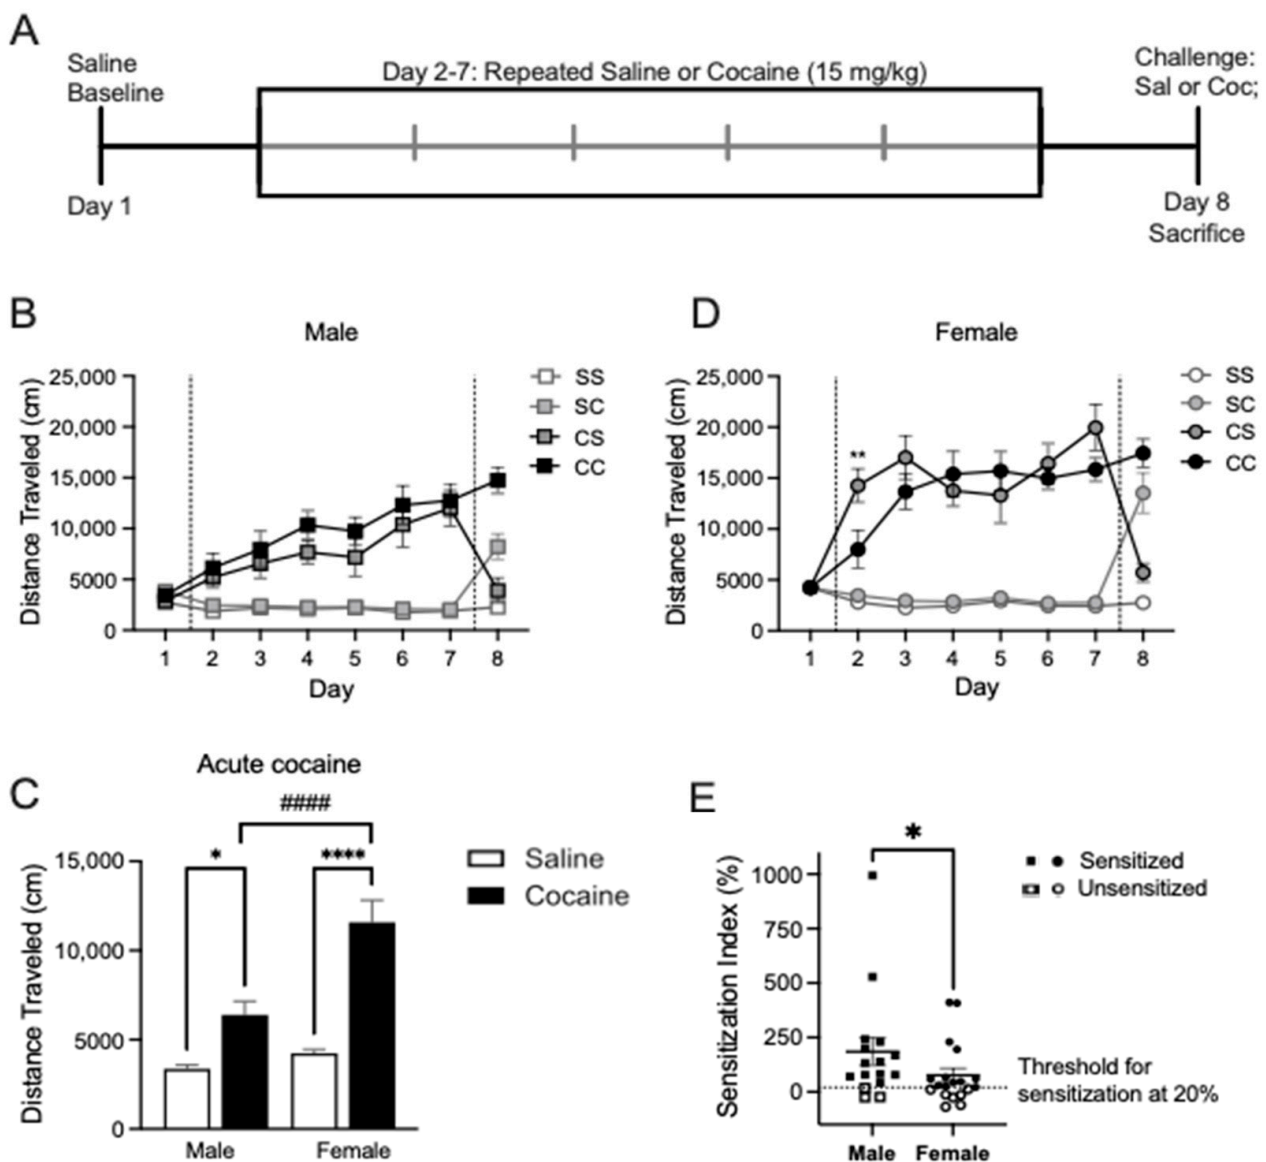 A
Saline
Baseline
Day 2-7: Repeated Saline or Cocaine (15 mg/kg)
Challenge:
Sal or Coc;
Day 1
Day 8
Sacrifice
B
Male
Distance Traveled (cm)
25,000
20,000
15,000
10,000
5000
0
1 2 3 4 5 6 7 8
Day
SS
SC
CS
CC
D
Female
Distance Traveled (cm)
25,000
20,000
15,000
10,000
5000
0
**
1 2 3 4 5 6 7 8
Day
SS
SC
CS
CC
C
Acute cocaine
####
* ****
Distance Traveled (cm)
15,000
10,000
5000
0
Male Female
Saline
Cocaine
E
*
Sensitization Index (%)
1000
750
500
250
0
Male Female
Sensitized
Unsensitized
Threshold for
sensitization at 20%